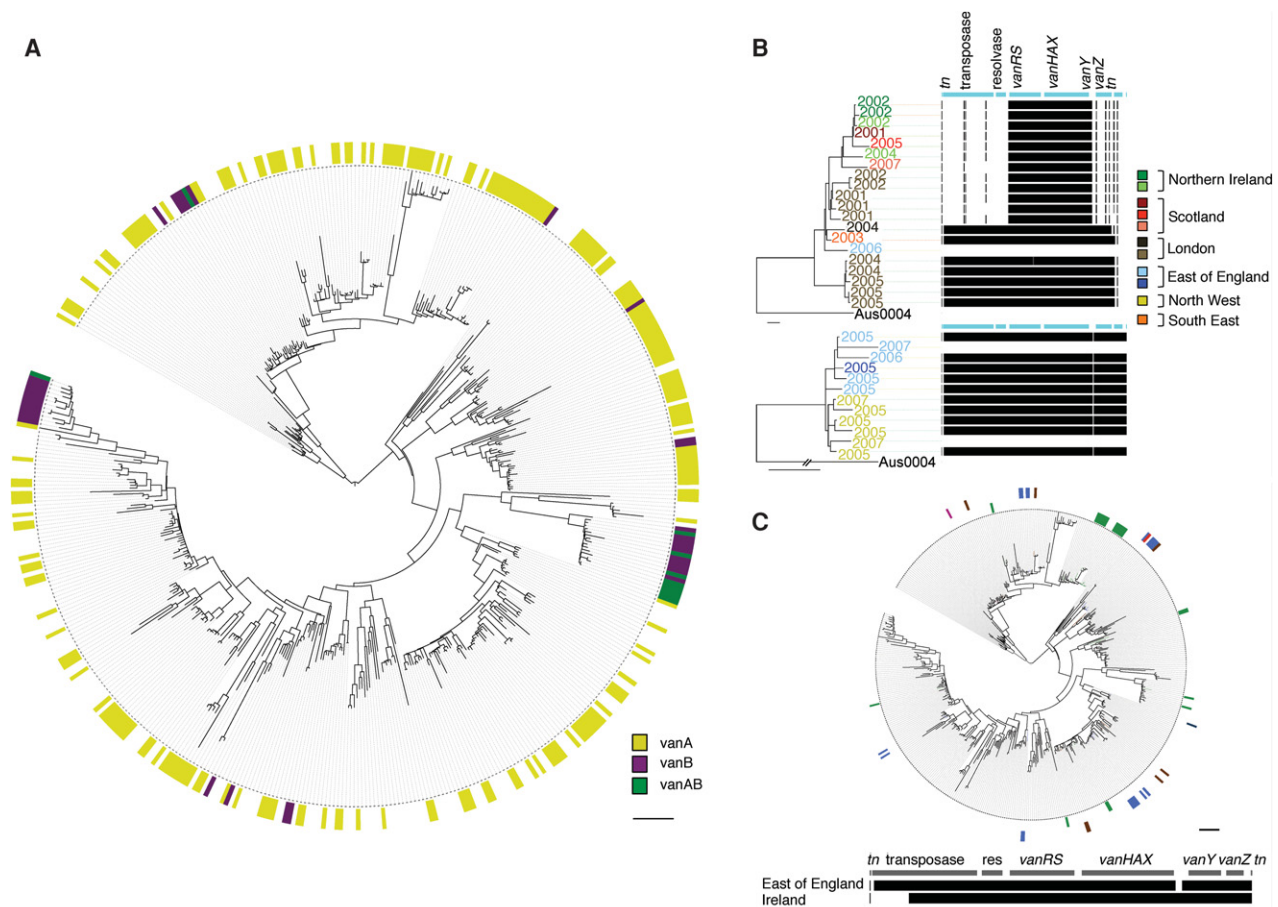 A
vanA
vanB
vanAB
B
tn
transposase
resolvase
vanRS
vanHAX
vanY
vanZ
tn
2002
2002
2002
2001
2005
2004
2007
2002
2002
2001
2001
2001
2004
2003
2006
2004
2004
2005
2005
2005
Aus0004
2005
2007
2006
2005
2005
2005
2007
2005
2005
2005
2007
2005
Aus0004
Northern Ireland
Scotland
London
East of England
North West
South East
C
tn transposase res vanRS vanHAX vanY vanZ tn
East of England
Ireland